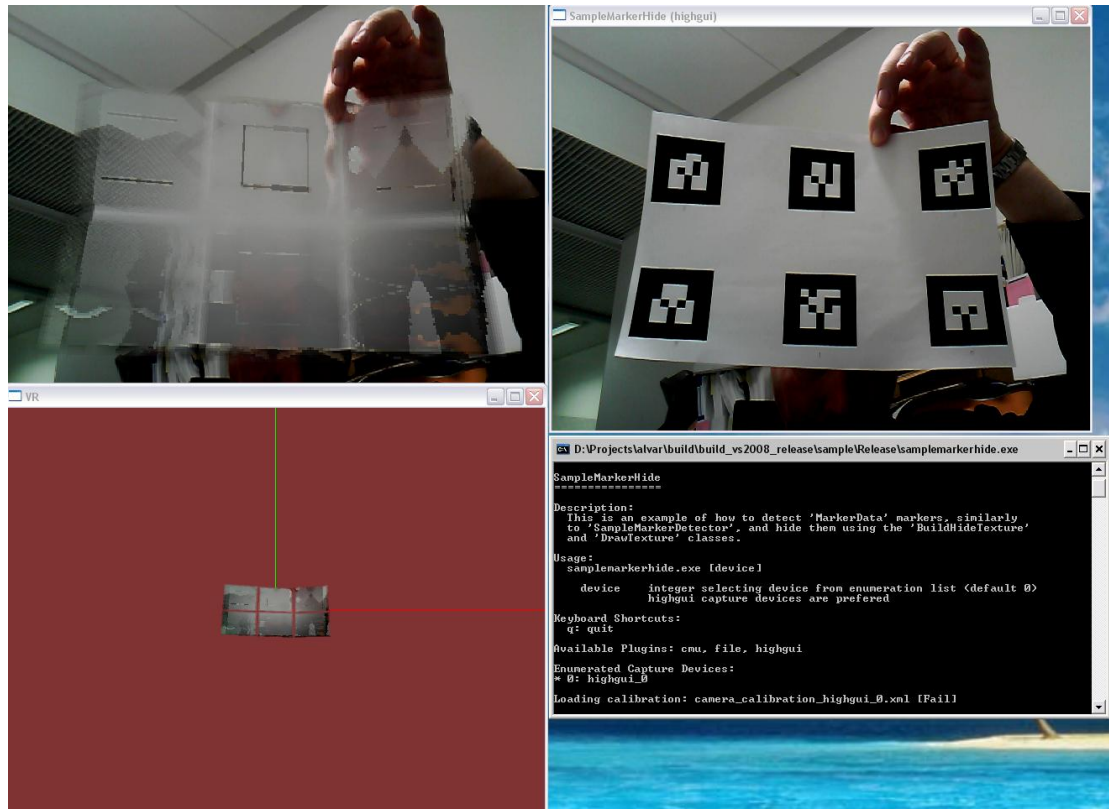 SampleMarkerHide (highgui)
VR
D:\Projects\alvar\build\build_vs2008_release\sample\Release\samplemarkerhide.exe
SampleMarkerHide
================
Description:
This is an example of how to detect 'MarkerData' markers, similarly
to 'SampleMarkerDetector', and hide them using the 'BuildHideTexture'
and 'DrawTexture' classes.
Usage:
samplemarkerhide.exe [device]
device integer selecting device from enumeration list (default 0)
highgui capture devices are prefered
Keyboard Shortcuts:
q: quit
Available Plugins: cmu, file, highgui
Enumerated Capture Devices:
* 0: highgui_0
Loading calibration: camera_calibration_highgui_0.xml [Fail]